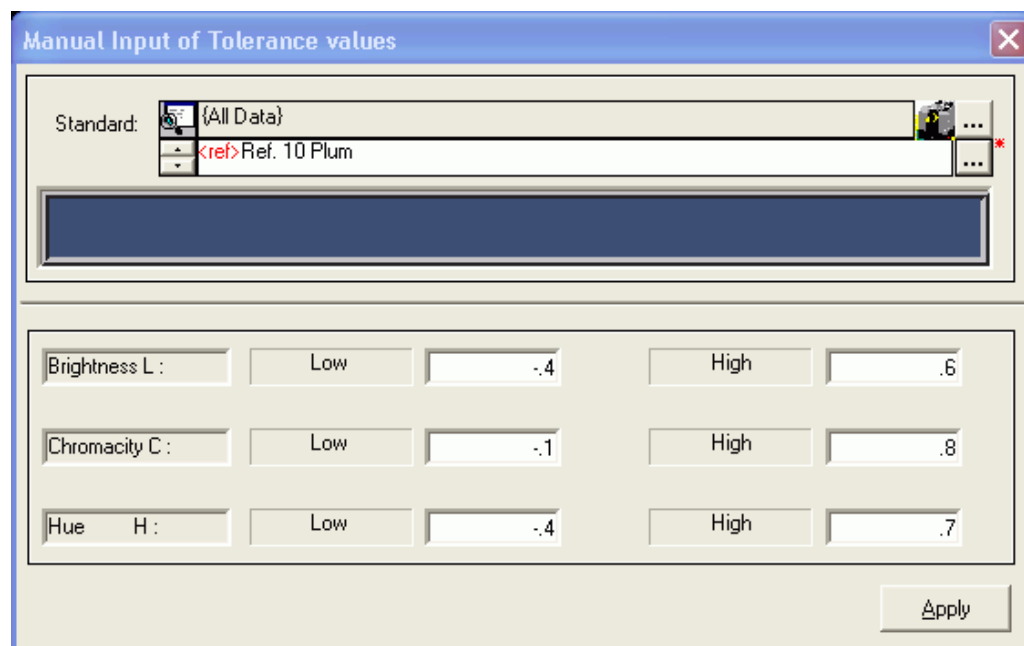 Manual Input of Tolerance values
Standard: {All Data} ...
<ref>Ref. 10 Plum ... *
Brightness L : Low -.4 High .6
Chromacity C : Low -.1 High .8
Hue H : Low -.4 High .7
Apply